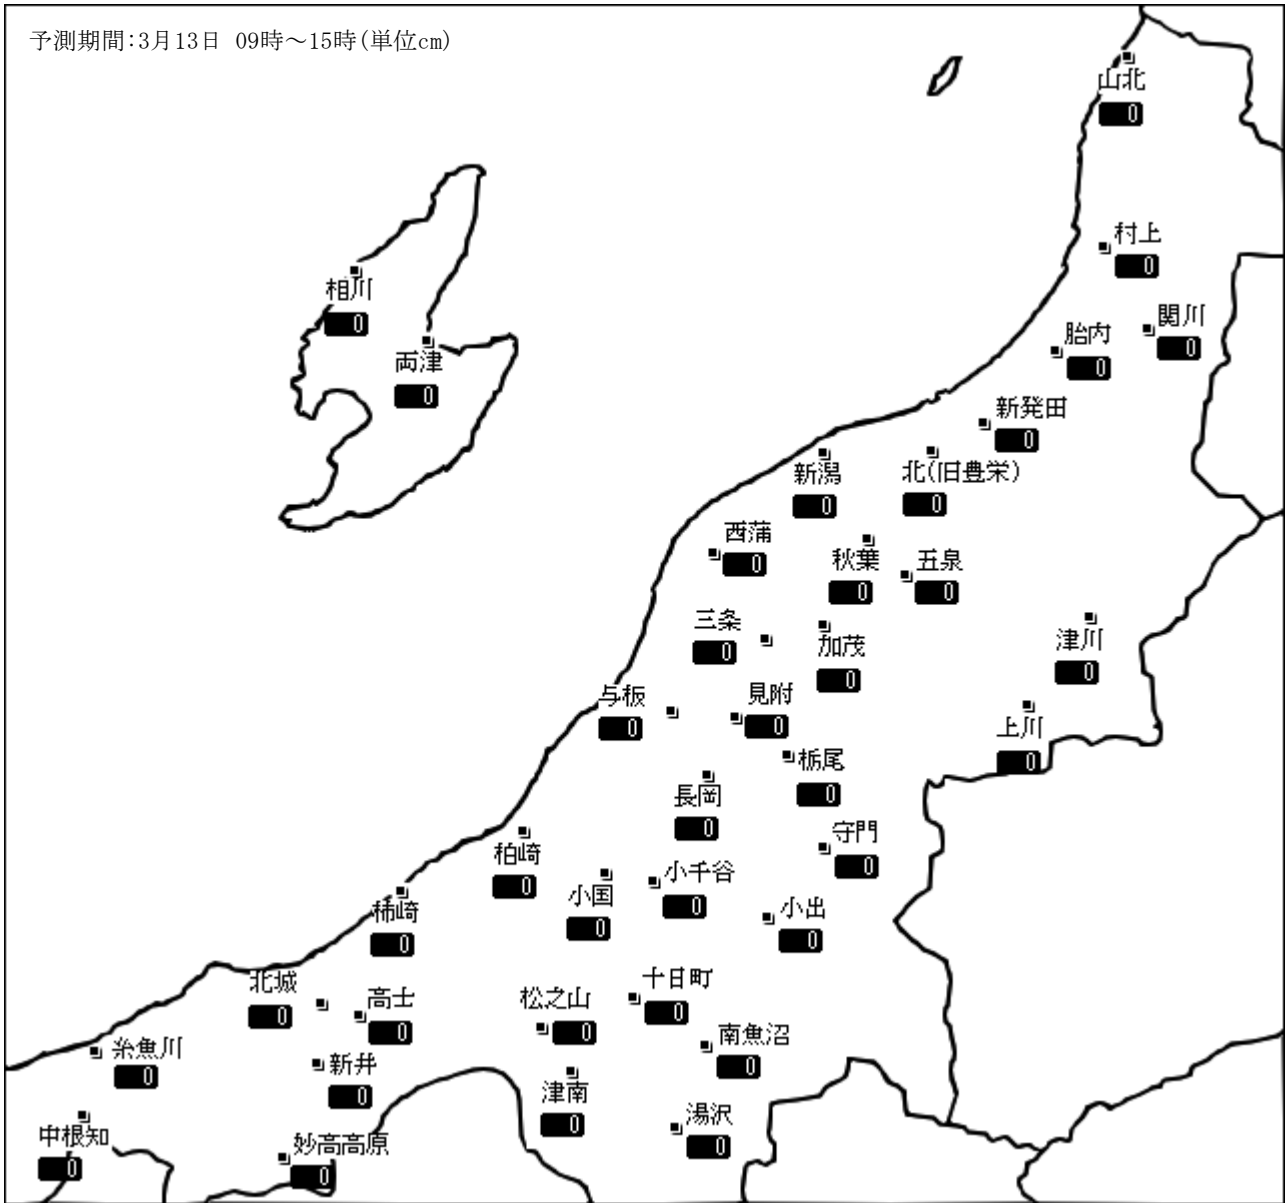 予測期間:3月13日 09時～15時(単位cm)
山北
0
村上
0
相川
0
関川
0
胎内
0
両津
0
新発田
0
新潟
0
北(旧豊栄)
0
西蒲
0
秋葉
0
五泉
0
三条
0
加茂
0
津川
0
与板
0
見附
0
上川
0
栃尾
0
長岡
0
守門
0
柏崎
0
小千谷
0
小国
0
小出
0
柿崎
0
北城
0
高士
0
松之山
0
十日町
0
南魚沼
0
糸魚川
0
新井
0
津南
0
湯沢
0
中根知
0
妙高高原
0